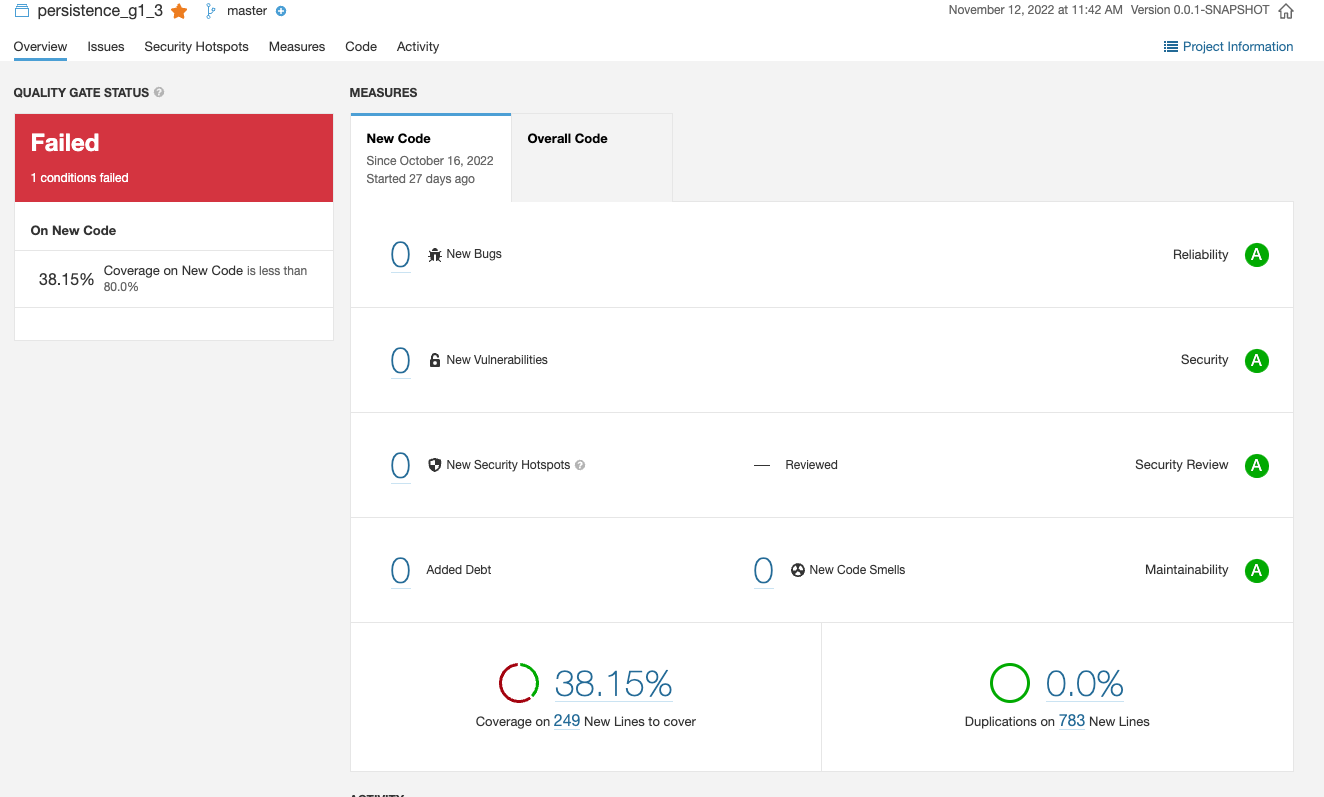 persistence_g1_3 master
November 12, 2022 at 11:42 AM Version 0.0.1-SNAPSHOT
Overview Issues Security Hotspots Measures Code Activity
Project Information
QUALITY GATE STATUS ?
Failed
1 conditions failed
On New Code
38.15% Coverage on New Code is less than
80.0%
MEASURES
New Code
Since October 16, 2022
Started 27 days ago
Overall Code
0 New Bugs
Reliability A
0 New Vulnerabilities
Security A
0 New Security Hotspots ?
— Reviewed
Security Review A
0 Added Debt
0 New Code Smells
Maintainability A
38.15%
Coverage on 249 New Lines to cover
0.0%
Duplications on 783 New Lines
ACTIVITY